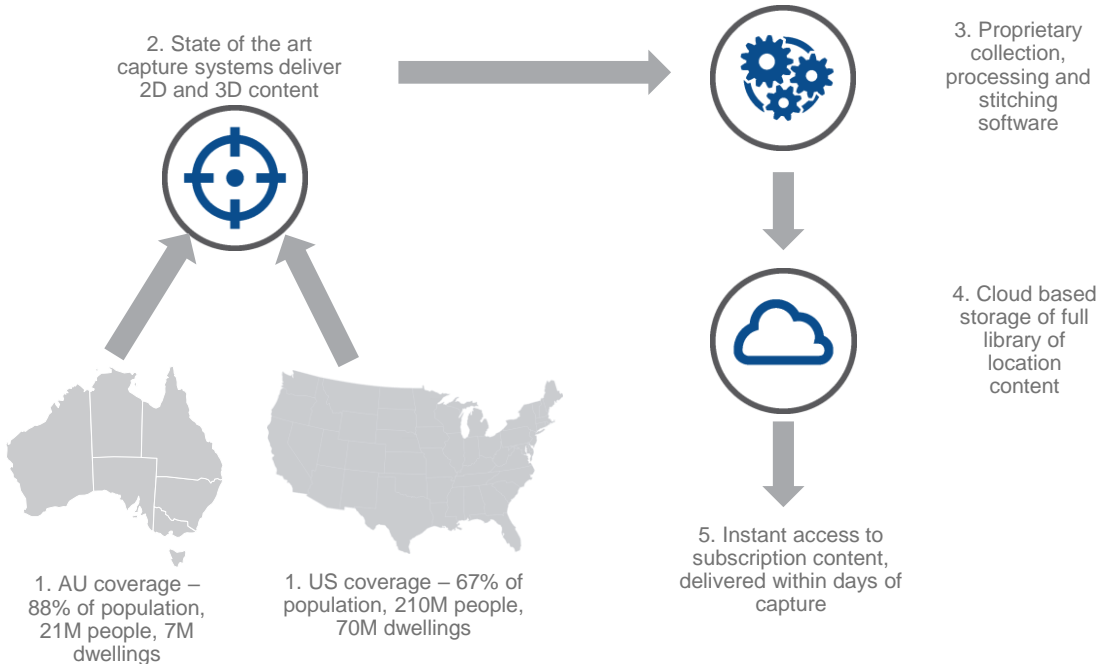 2. State of the art
capture systems deliver
2D and 3D content
3. Proprietary
collection,
processing and
stitching
software
4. Cloud based
storage of full
library of
location
content
5. Instant access to
subscription content,
delivered within days of
capture
1. AU coverage –
88% of population,
21M people, 7M
dwellings
1. US coverage – 67% of
population, 210M people,
70M dwellings